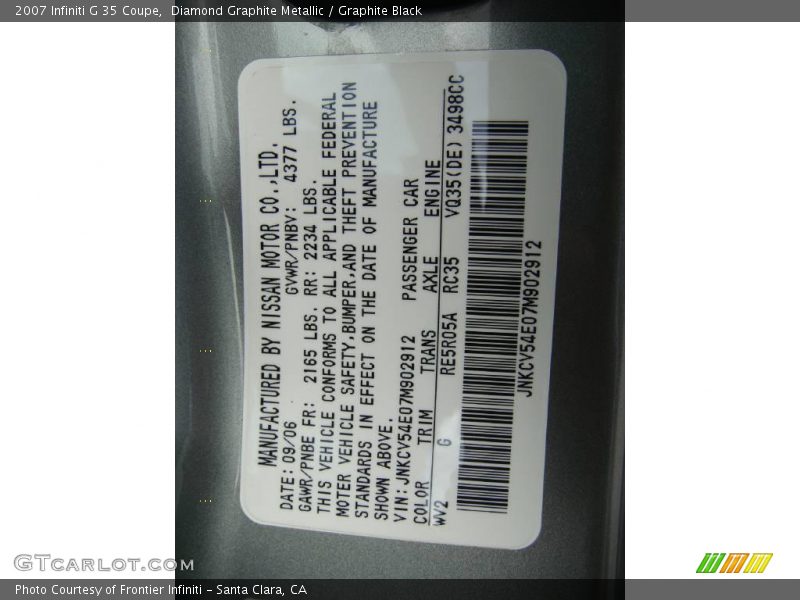 2007 Infiniti G 35 Coupe,  Diamond Graphite Metallic / Graphite Black
MANUFACTURED BY NISSAN MOTOR CO.,LTD.
DATE: 09/06 GVWR/PNBV: 4377 LBS.
GAWR/PNBE FR: 2165 LBS. RR: 2234 LBS.
THIS VEHICLE CONFORMS TO ALL APPLICABLE FEDERAL
MOTER VEHICLE SAFETY,BUMPER,AND THEFT PREVENTION
STANDARDS IN EFFECT ON THE DATE OF MANUFACTURE
SHOWN ABOVE.
VIN:JNKCV54E07M902912 PASSENGER CAR
COLOR TRIM TRANS AXLE ENGINE
WV2 G RE5R05A RC35 VQ35(DE) 3498CC
JNKCV54E07M902912
GTCarLot.com
Photo Courtesy of Frontier Infiniti - Santa Clara, CA